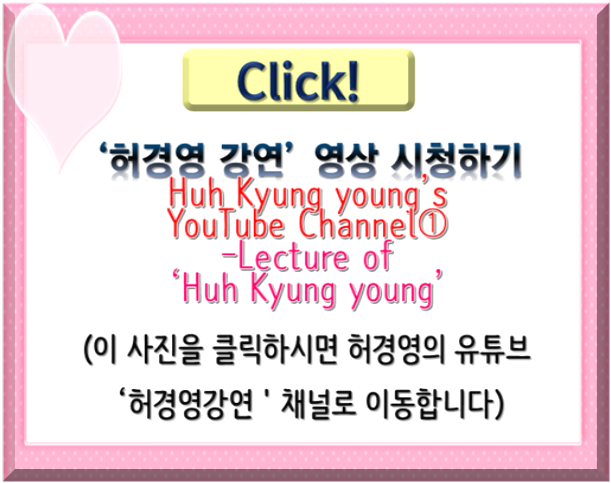 Click!
‘허경영 강연’ 영상 시청하기
Huh Kyung young’s
YouTube Channel①
-Lecture of
‘Huh Kyung young’
(이 사진을 클릭하시면 허경영의 유튜브
‘허경영강연 ' 채널로 이동합니다)